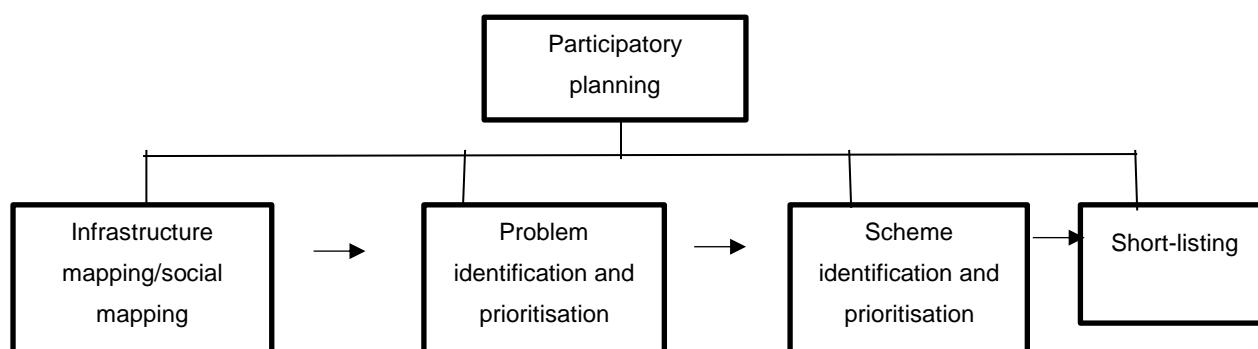 Participatory
planning
Infrastructure
mapping/social
mapping
Problem
identification and
prioritisation
Scheme
identification and
prioritisation
Short-listing